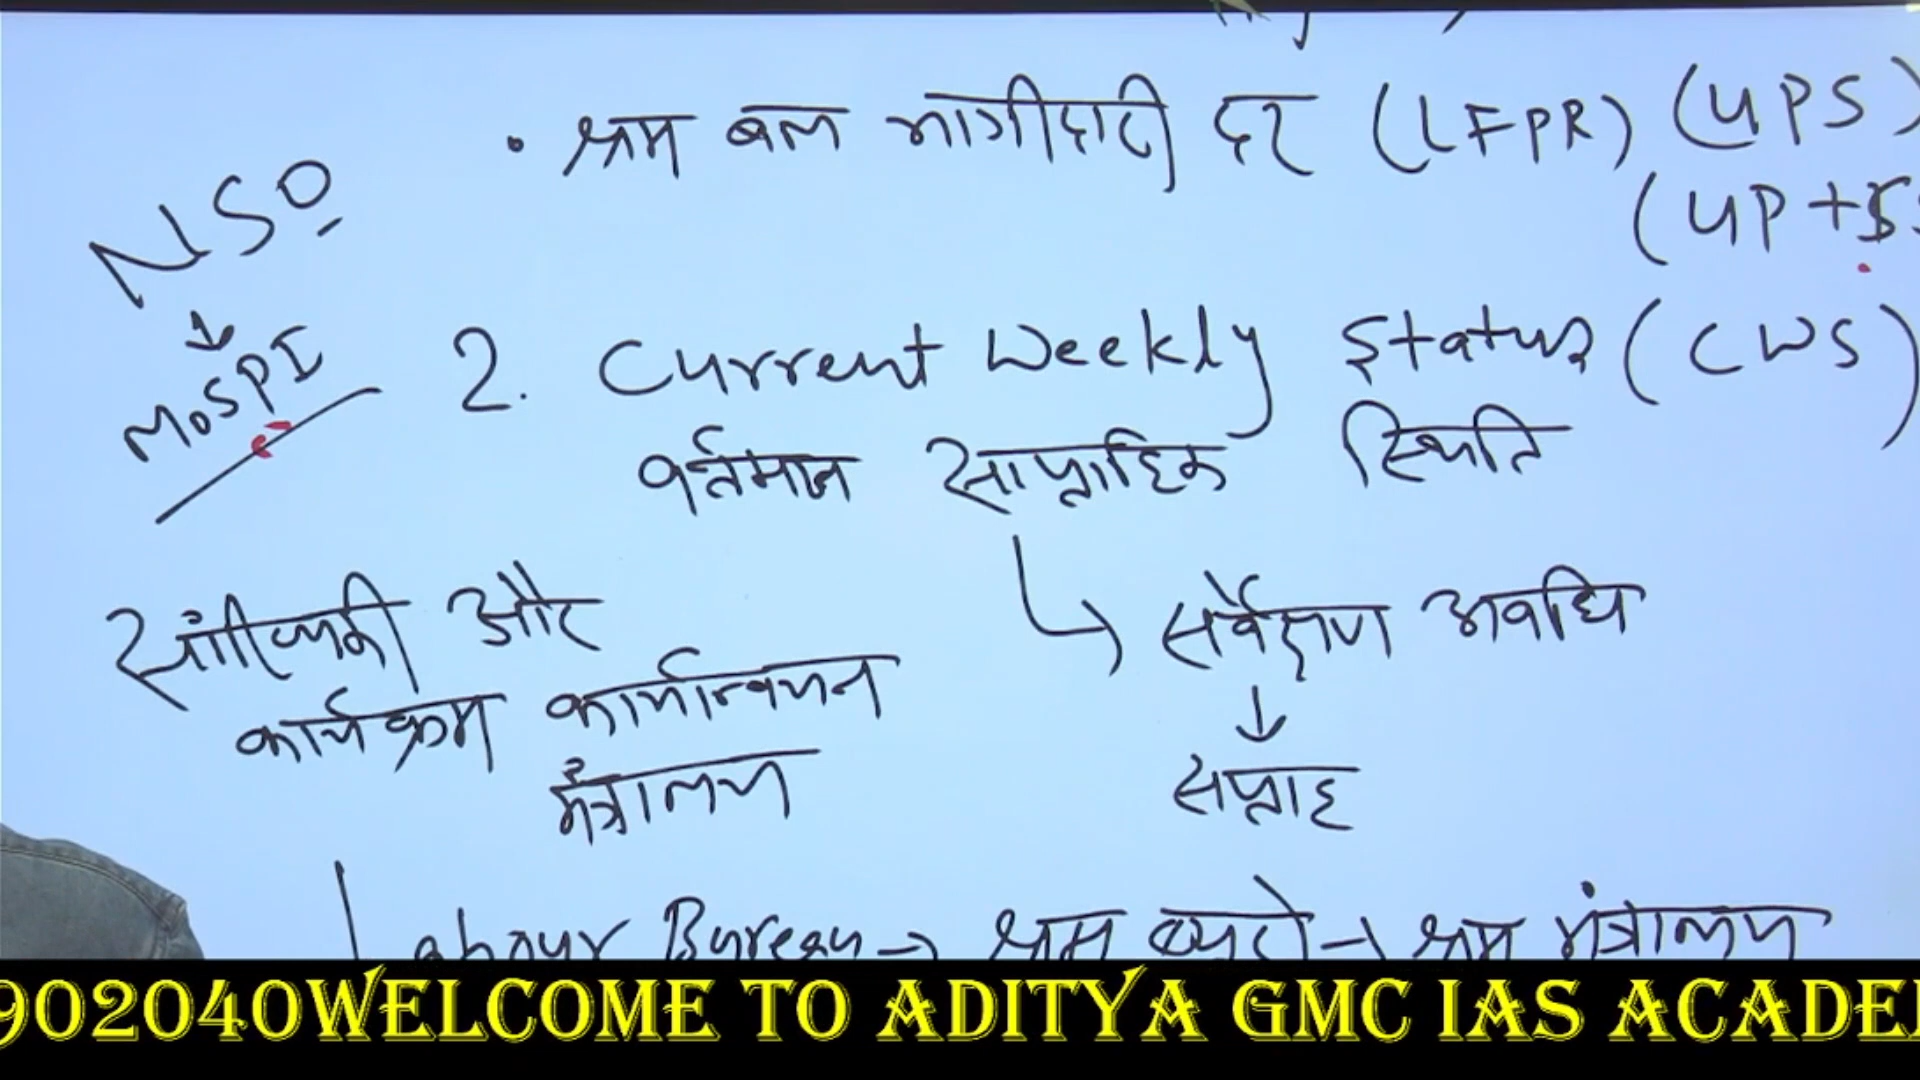 • श्रम बल भागीदारी दर (LFPR) (UPS)
(UP+SS
NSO
↓
MoSPI
2. Current Weekly Status (CWS)
वर्तमान साप्ताहिक स्थिति
↳ सर्वेक्षण अवधि
↓
सप्ताह
सांख्यिकी और
कार्यक्रम कार्यान्वयन
मंत्रालय
Labour Bureau → श्रम ब्यूरो → श्रम मंत्रालय
902040WELCOME TO ADITYA GMC IAS ACADE